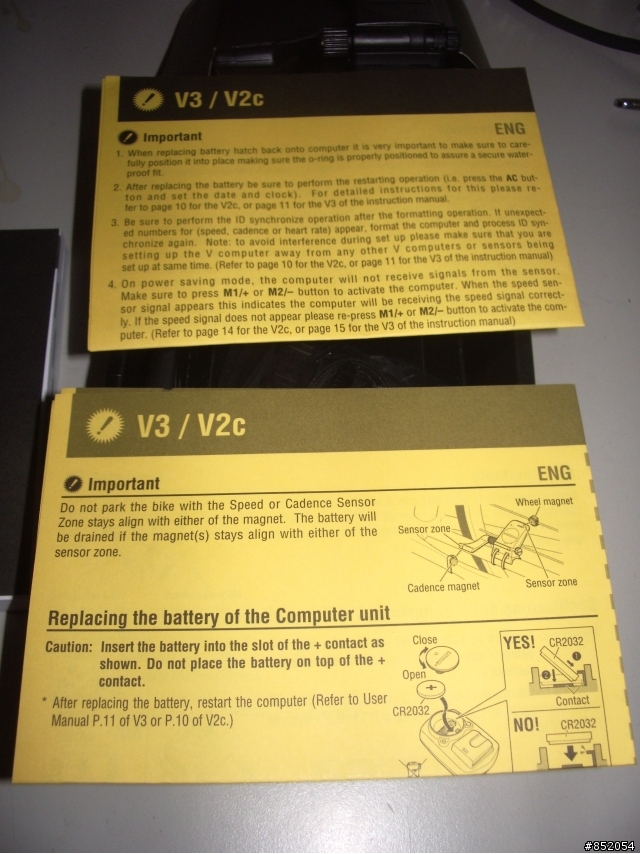 V3 / V2c
Important
ENG
1. When replacing battery hatch back onto computer it is very important to make sure to care-
fully position it into place making sure the o-ring is properly positioned to assure a secure water-
proof fit.
2. After replacing the battery be sure to perform the restarting operation (i.e. press the AC but-
ton and set the date and clock). For detailed instructions for this please re-
fer to page 10 for the V2c, or page 11 for the V3 of the instruction manual.
3. Be sure to perform the ID synchronize operation after the formatting operation. If unexpect-
ed numbers for (speed, cadence or heart rate) appear, format the computer and process ID syn-
chronize again. Note: to avoid interference during set up please make sure that you are
setting up the V computer away from any other V computers or sensors being
set up at same time. (Refer to page 10 for the V2c, or page 11 for the V3 of the instruction manual)
4. On power saving mode, the computer will not receive signals from the sensor.
Make sure to press M1/+ or M2/– button to activate the computer. When the speed sen-
sor signal appears this indicates the computer will be receiving the speed signal correct-
ly. If the speed signal does not appear please re-press M1/+ or M2/– button to activate the com-
puter. (Refer to page 14 for the V2c, or page 15 for the V3 of the instruction manual)
V3 / V2c
Important
ENG
Do not park the bike with the Speed or Cadence Sensor
Zone stays align with either of the magnet. The battery will
be drained if the magnet(s) stays align with either of the
sensor zone.
Wheel magnet
Sensor zone
Cadence magnet
Sensor zone
Replacing the battery of the Computer unit
Caution: Insert the battery into the slot of the + contact as
shown. Do not place the battery on top of the +
contact.
* After replacing the battery, restart the computer (Refer to User
Manual P.11 of V3 or P.10 of V2c.)
Close
Open
CR2032
YES!
CR2032
Contact
NO!
CR2032
#852054